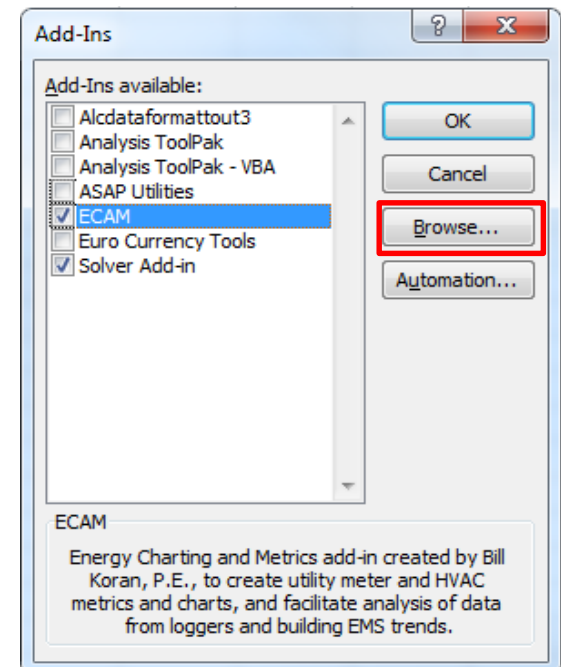 Add-Ins
?
X
Add-Ins available:
Alcdataformattout3
Analysis ToolPak
Analysis ToolPak - VBA
ASAP Utilities
ECAM
Euro Currency Tools
Solver Add-in
OK
Cancel
Browse...
Automation...
ECAM
Energy Charting and Metrics add-in created by Bill
Koran, P.E., to create utility meter and HVAC
metrics and charts, and facilitate analysis of data
from loggers and building EMS trends.